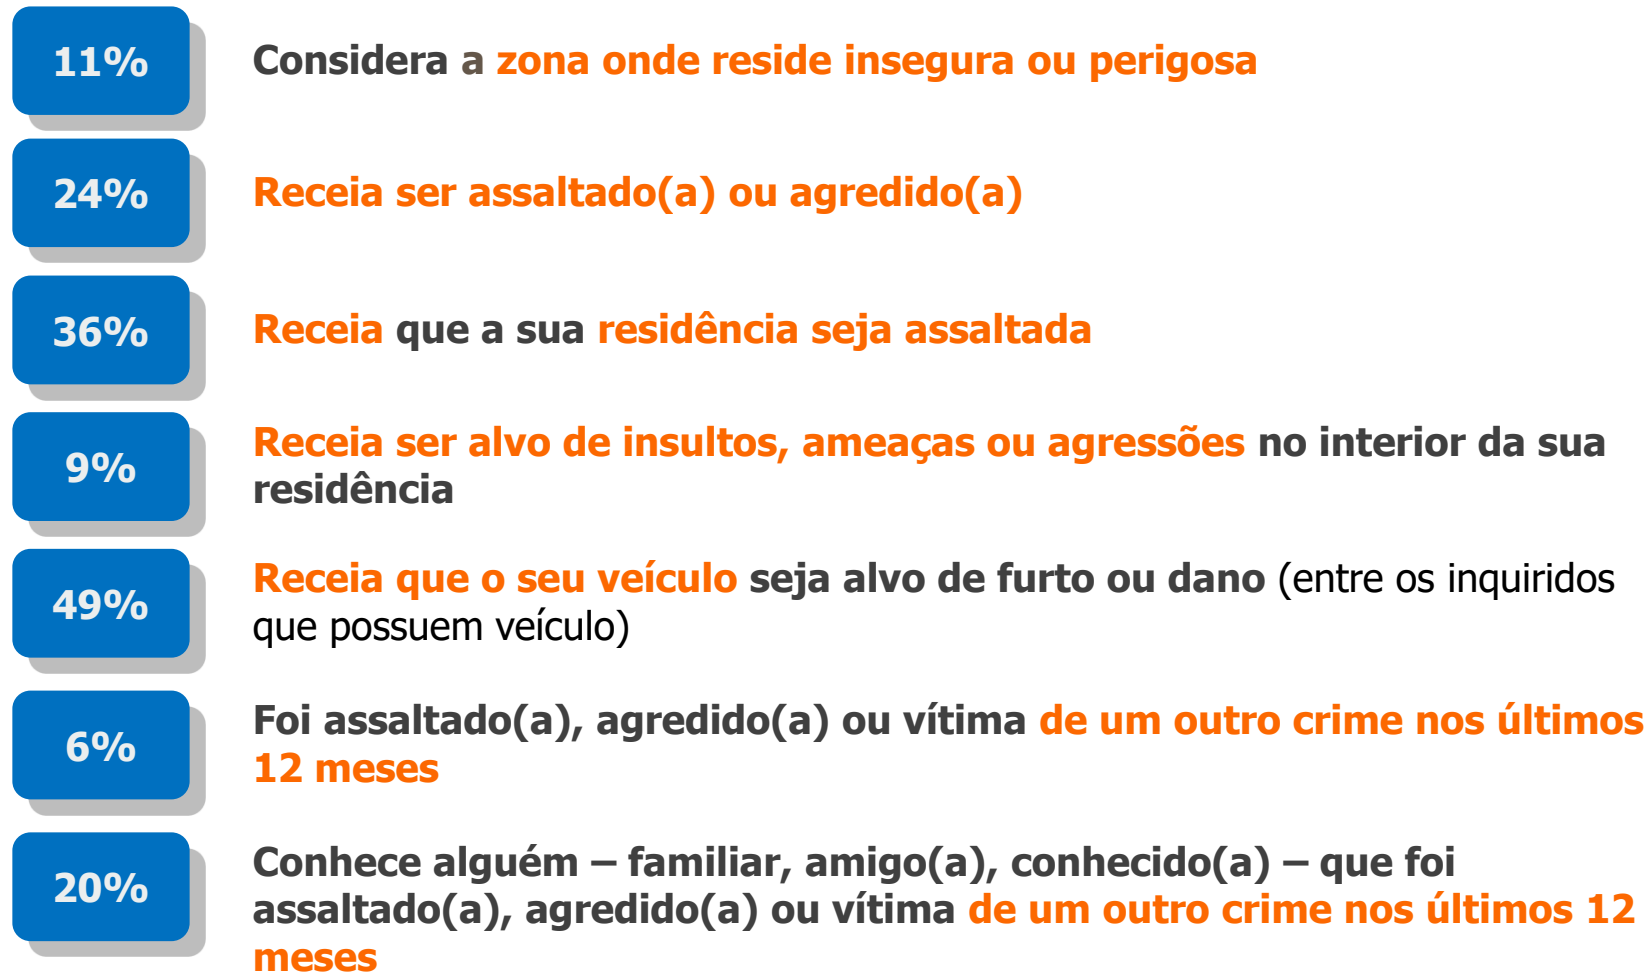 11%
Considera a zona onde reside insegura ou perigosa
24%
Receia ser assaltado(a) ou agredido(a)
36%
Receia que a sua residência seja assaltada
9%
Receia ser alvo de insultos, ameaças ou agressões no interior da sua
residência
49%
Receia que o seu veículo seja alvo de furto ou dano (entre os inquiridos
que possuem veículo)
6%
Foi assaltado(a), agredido(a) ou vítima de um outro crime nos últimos
12 meses
20%
Conhece alguém – familiar, amigo(a), conhecido(a) – que foi
assaltado(a), agredido(a) ou vítima de um outro crime nos últimos 12
meses